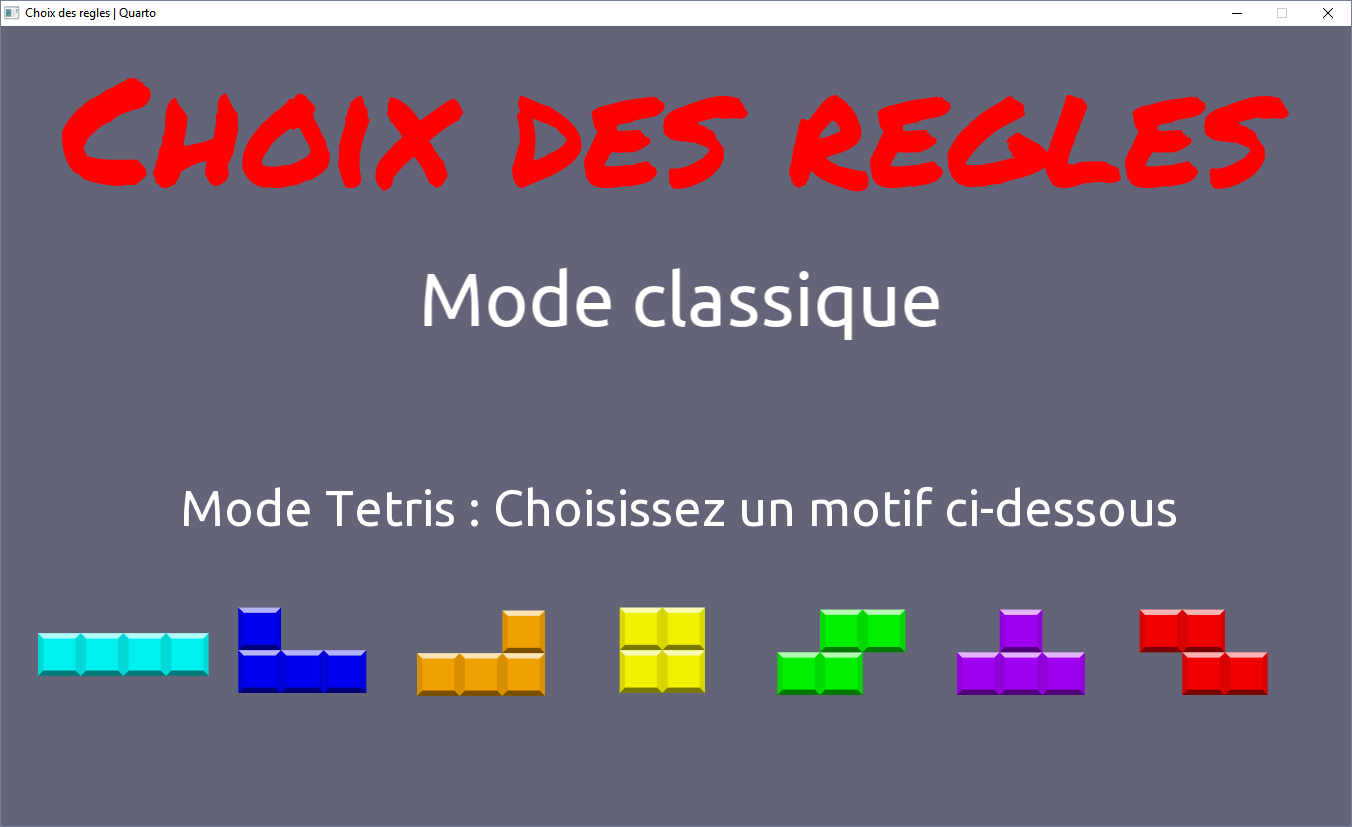 Choix des regles | Quarto
Choix des regles
Mode classique
Mode Tetris : Choisissez un motif ci-dessous